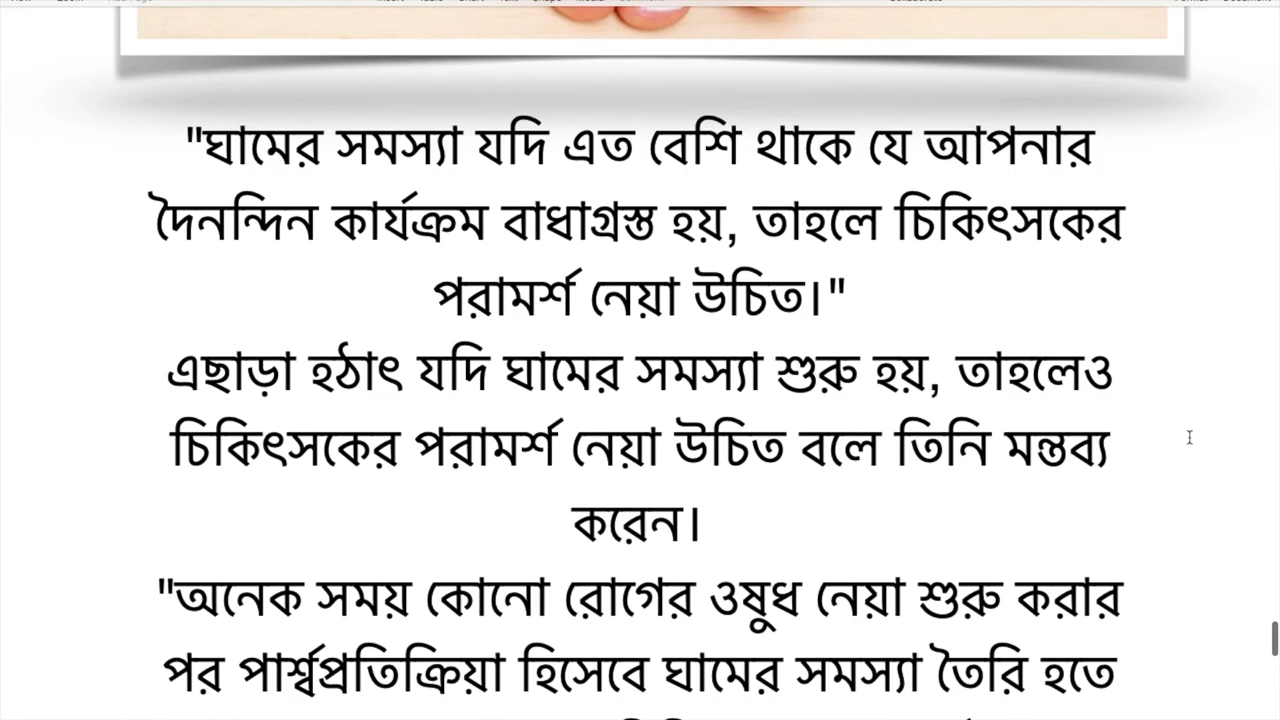 "ঘামের সমস্যা যদি এত বেশি থাকে যে আপনার
দৈনন্দিন কার্যক্রম বাধাগ্রস্ত হয়, তাহলে চিকিৎসকের
পরামর্শ নেয়া উচিত।"
এছাড়া হঠাৎ যদি ঘামের সমস্যা শুরু হয়, তাহলেও
চিকিৎসকের পরামর্শ নেয়া উচিত বলে তিনি মন্তব্য
করেন।
"অনেক সময় কোনো রোগের ওষুধ নেয়া শুরু করার
পর পার্শ্বপ্রতিক্রিয়া হিসেবে ঘামের সমস্যা তৈরি হতে